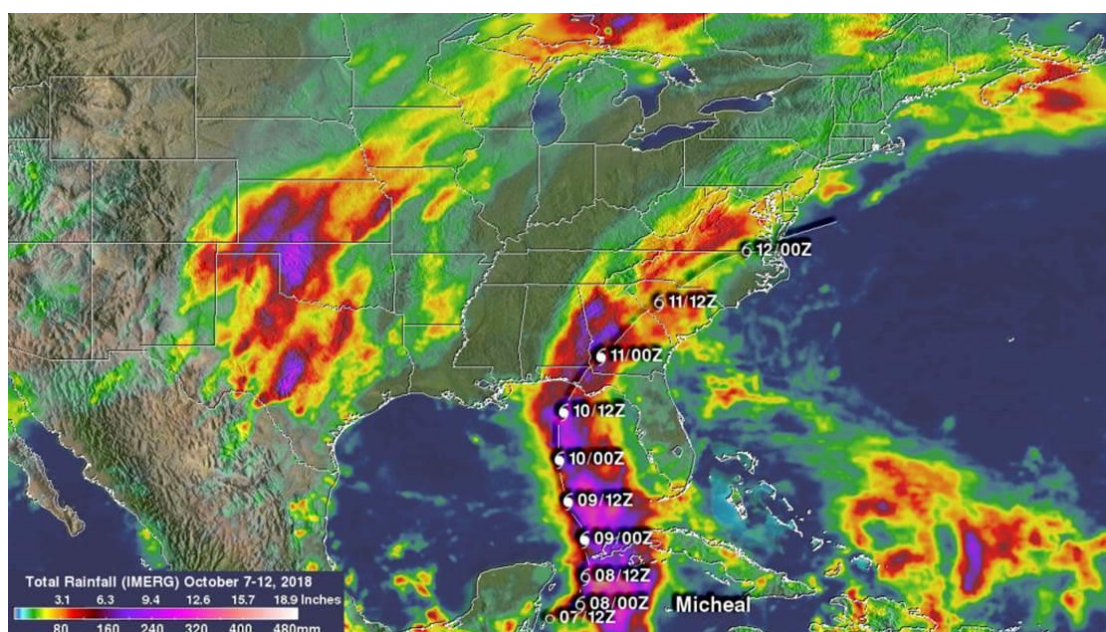 12/00Z
11/12Z
11/00Z
10/12Z
10/00Z
09/12Z
09/00Z
08/12Z
08/00Z
Micheal
07/12Z
Total Rainfall (IMERG) October 7-12, 2018
3.1 6.3 9.4 12.6 15.7 18.9 Inches
80 160 240 320 400 480mm